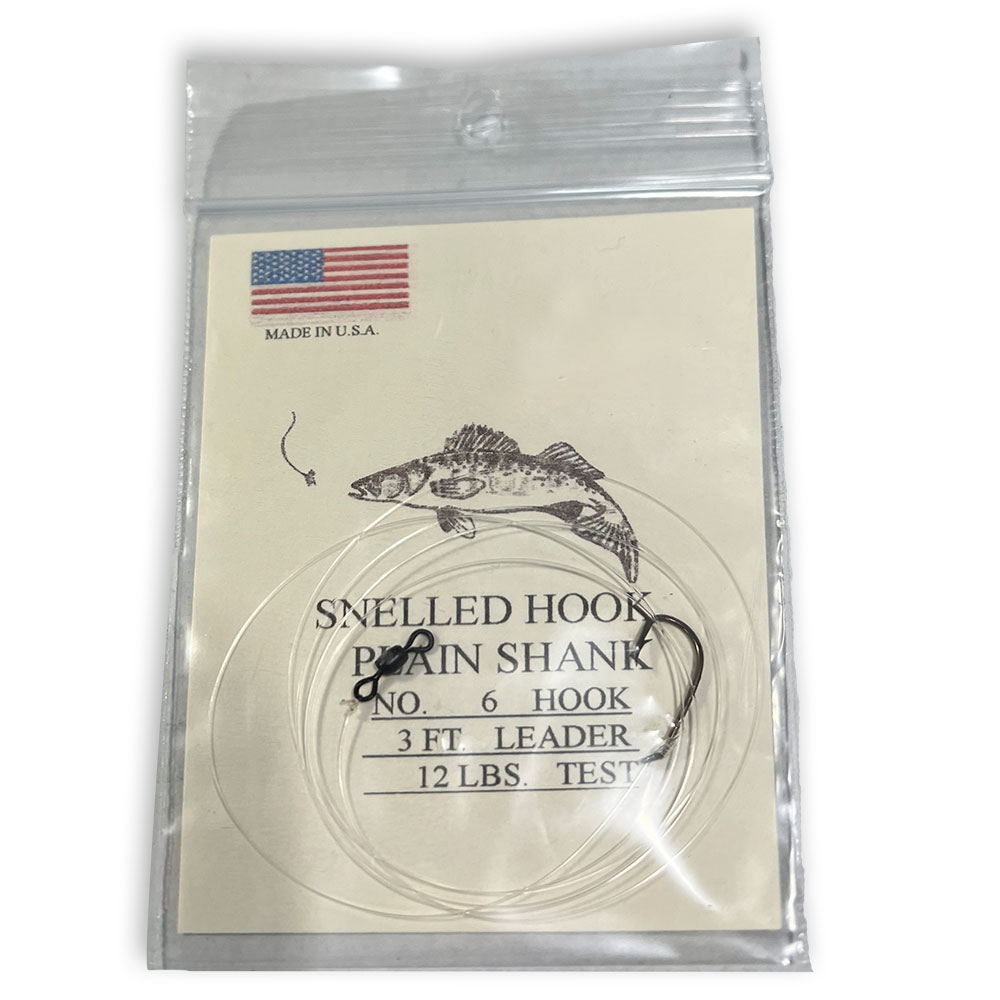 MADE IN U.S.A.
SNELLED HOOK
PLAIN SHANK
NO. 6 HOOK
3 FT. LEADER
12 LBS. TEST